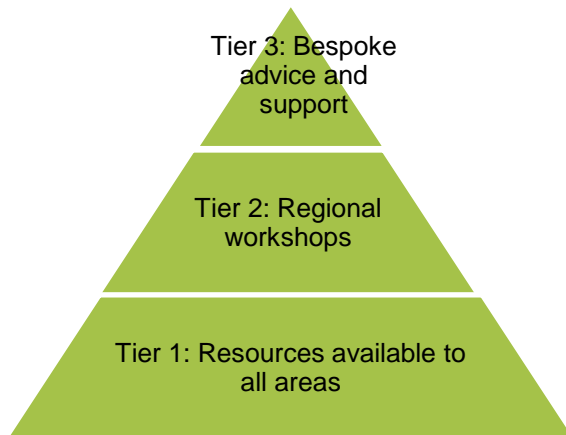 Tier 3: Bespoke
advice and
support
Tier 2: Regional
workshops
Tier 1: Resources available to
all areas